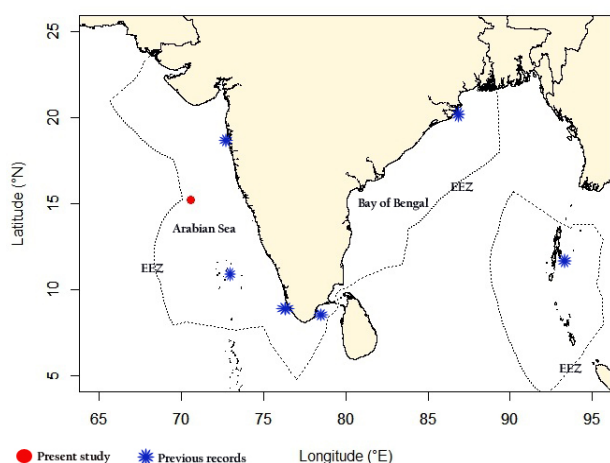 25
20
15
10
5
Latitude (°N)
EEZ
Bay of Bengal
Arabian Sea
EEZ
EEZ
65 70 75 80 85 90 95
Present study Previous records Longitude (°E)